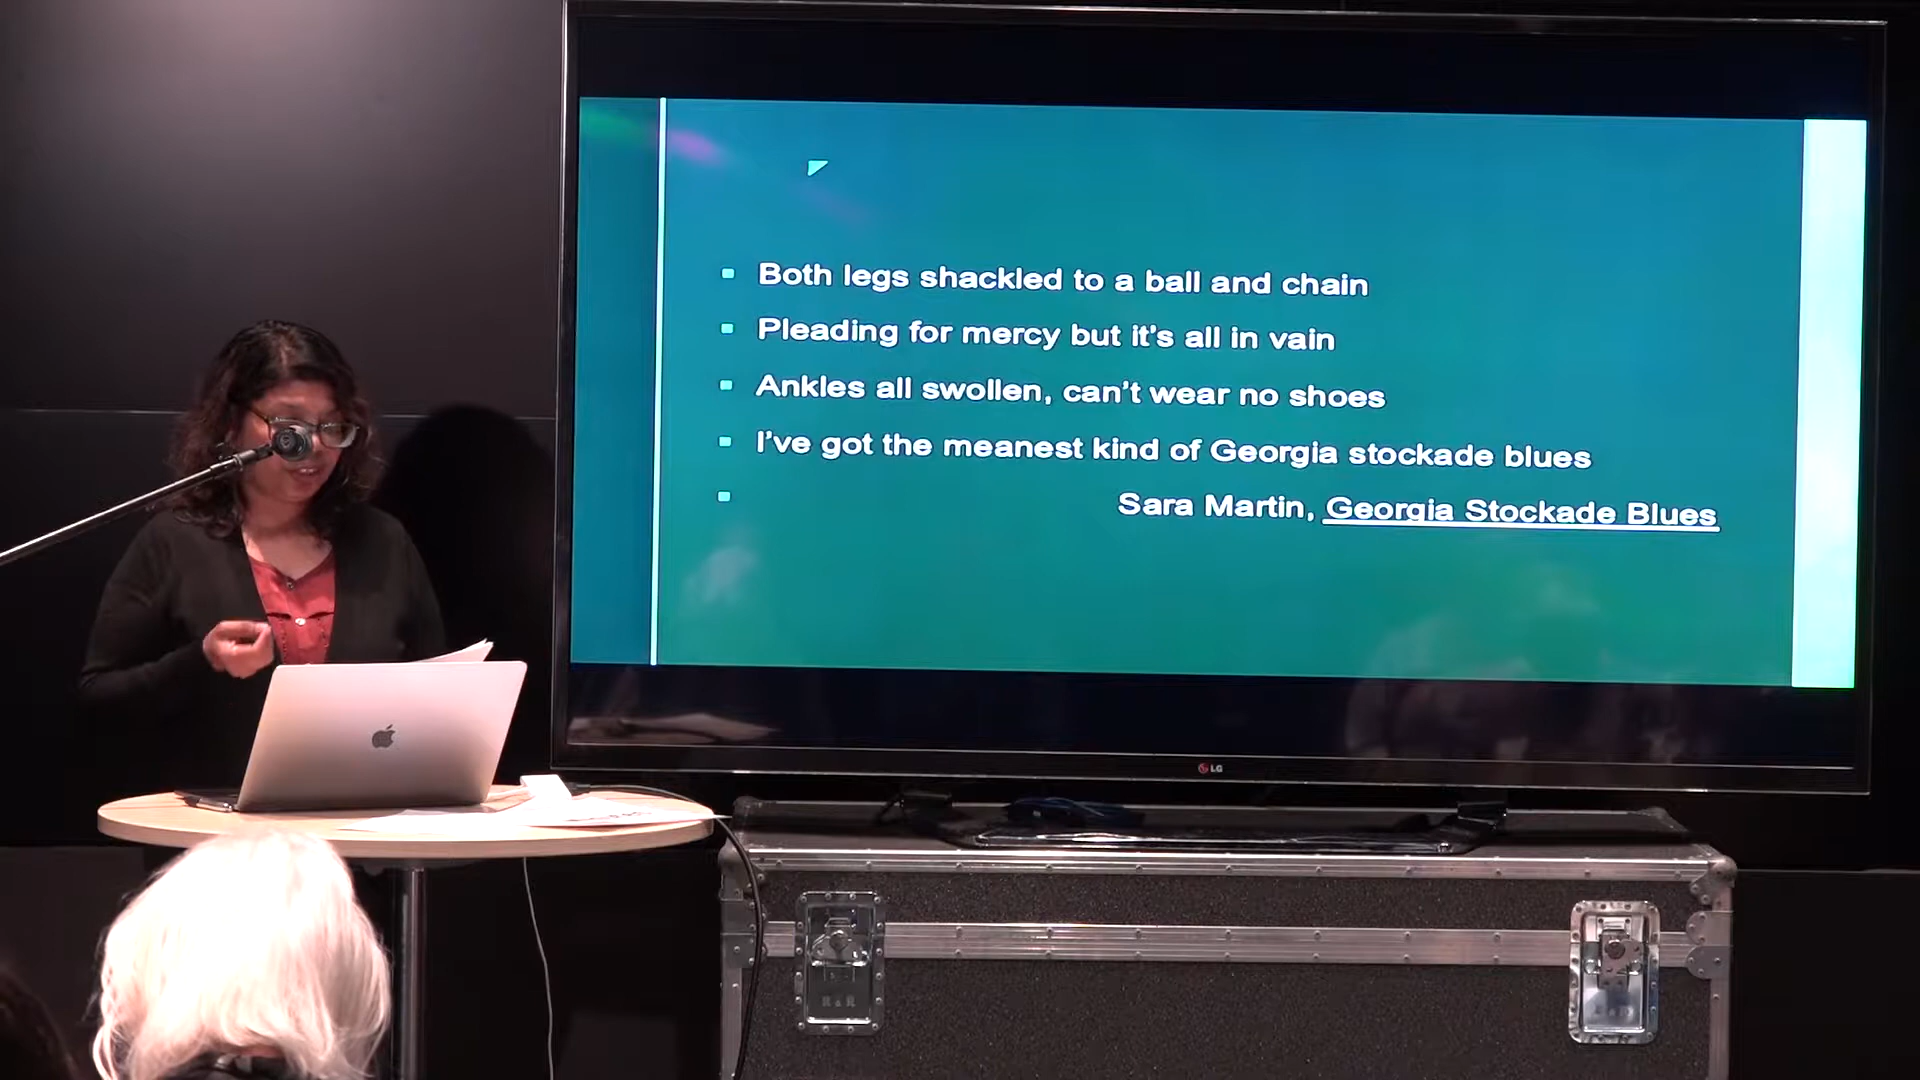 Both legs shackled to a ball and chain
Pleading for mercy but it's all in vain
Ankles all swollen, can't wear no shoes
I've got the meanest kind of Georgia stockade blues
Sara Martin, Georgia Stockade Blues
LG
R & R